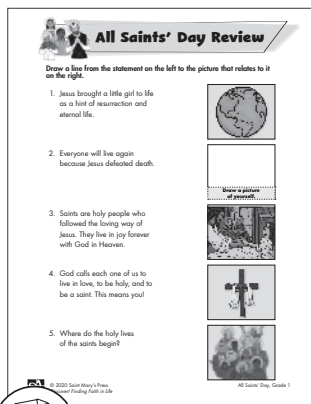 All Saints' Day Review
Draw a line from the statement on the left to the picture that relates to it
on the right.
1. Jesus brought a little girl to life
as a hint of resurrection and
eternal life.
2. Everyone will live again
because Jesus defeated death.
Draw a picture
of yourself.
3. Saints are holy people who
followed the loving way of
Jesus. They live in joy forever
with God in Heaven.
4. God calls each one of us to
live in love, to be holy, and to
be a saint. This means you!
5. Where do the holy lives
of the saints begin?
© 2020 Saint Mary's Press
Discover! Finding Faith in Life
All Saints' Day, Grade 1